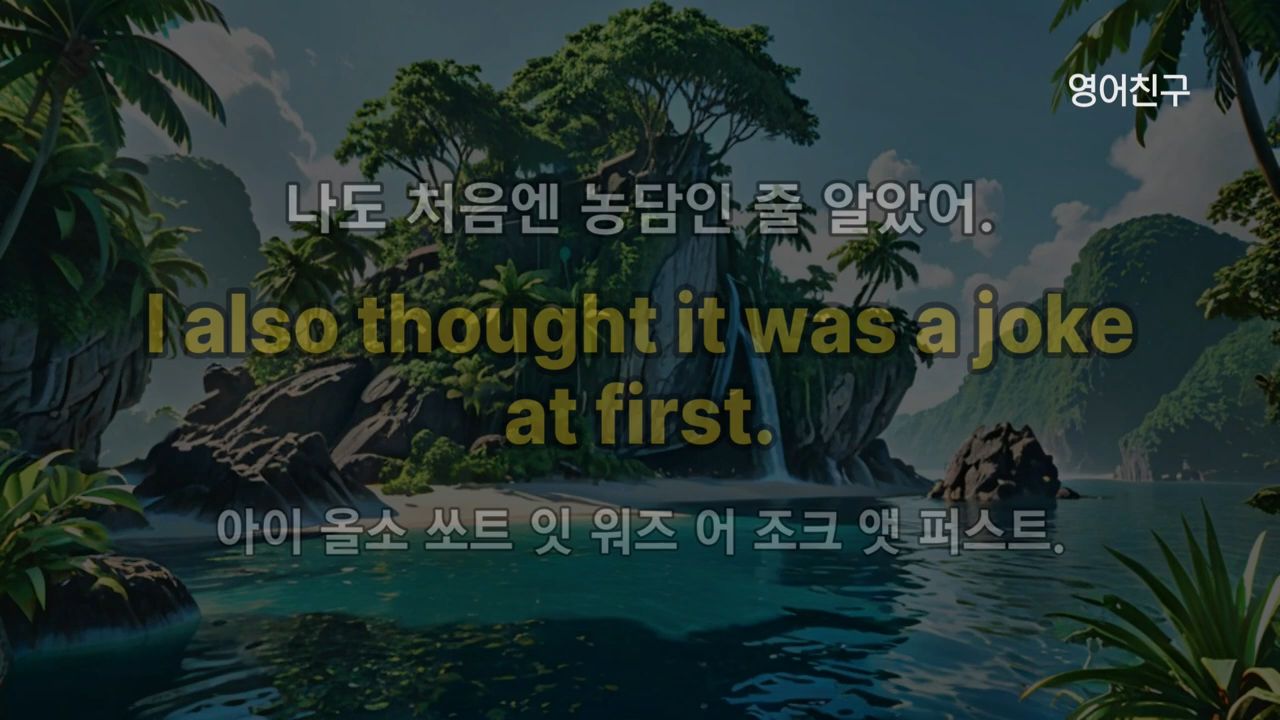 영어친구
나도 처음엔 농담인 줄 알았어.
I also thought it was a joke
at first.
아이 올소 쏘트 잇 워즈 어 조크 앳 퍼스트.